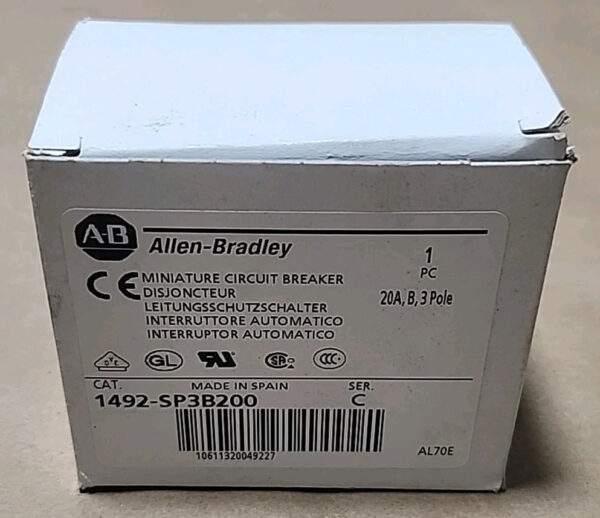 A-B
Allen-Bradley
1
PC
CE
MINIATURE CIRCUIT BREAKER
DISJONCTEUR
LEITUNGSSCHUTZSCHALTER
INTERRUTTORE AUTOMATICO
INTERRUPTOR AUTOMATICO
20A, B, 3 Pole
GL
CAT.
MADE IN SPAIN
SER.
1492-SP3B200
C
10611320049227
AL70E